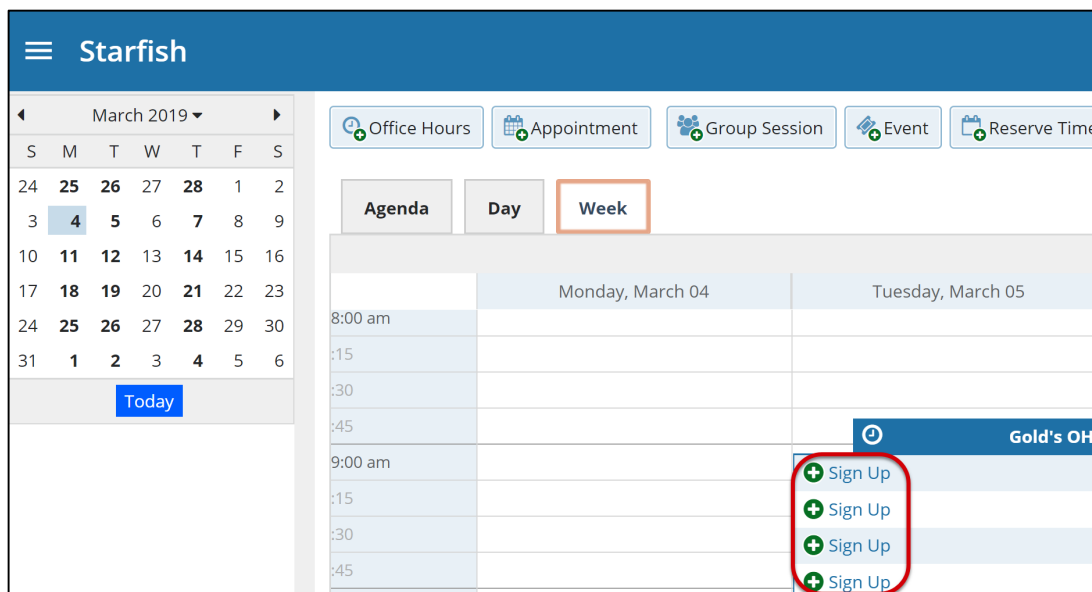 Starfish
March 2019
S M T W T F S
24 25 26 27 28 1 2
3 4 5 6 7 8 9
10 11 12 13 14 15 16
17 18 19 20 21 22 23
24 25 26 27 28 29 30
31 1 2 3 4 5 6
Today
Office Hours Appointment Group Session Event Reserve Time
Agenda Day Week
Monday, March 04 Tuesday, March 05
8:00 am
:15
:30
:45
Gold's OH
9:00 am
Sign Up
:15
Sign Up
:30
Sign Up
:45
Sign Up